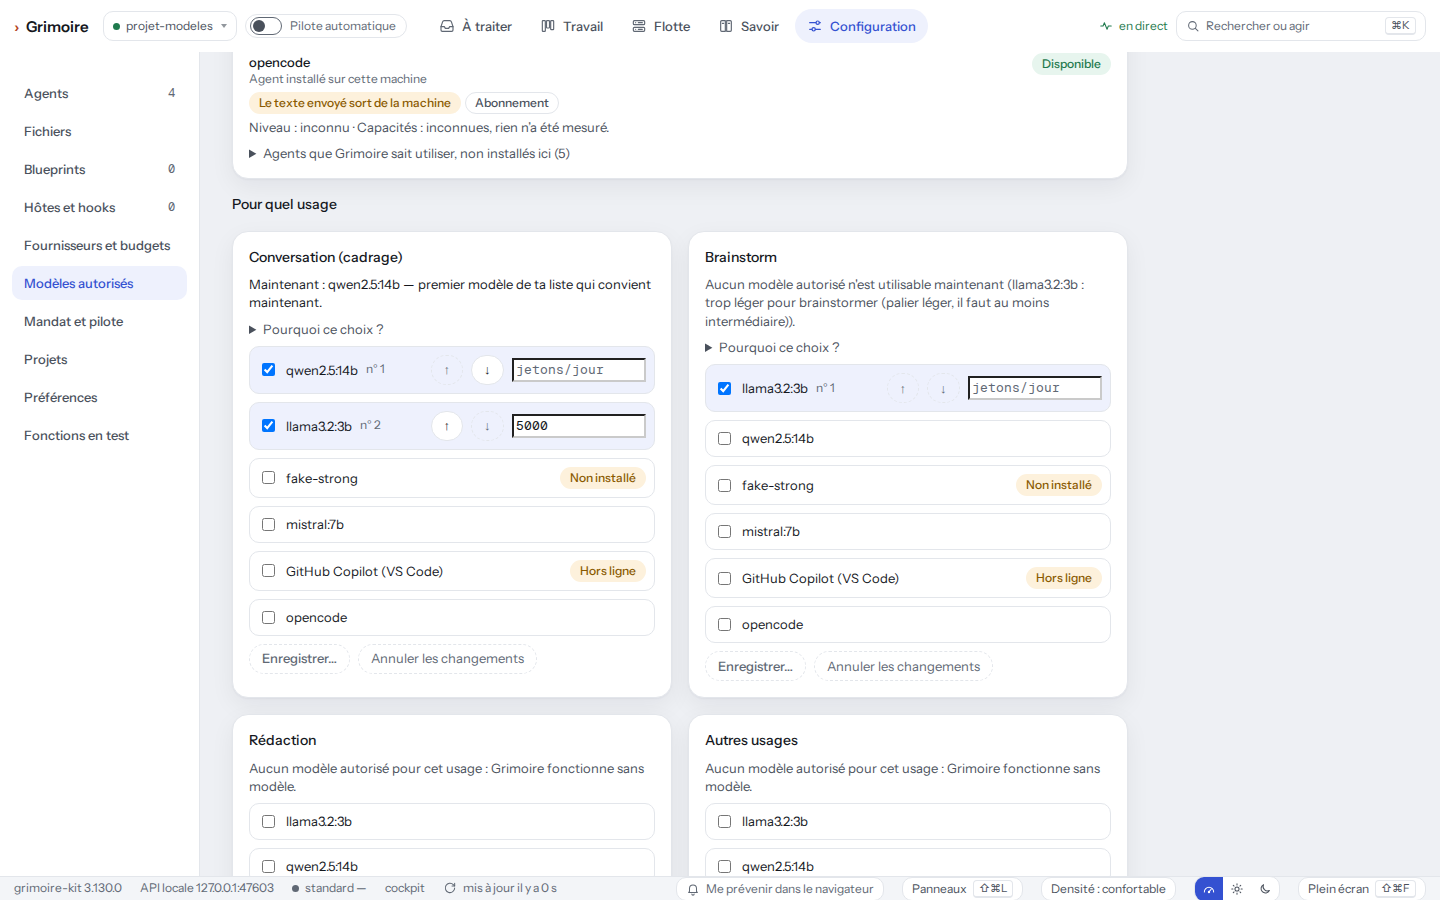 › Grimoire
projet-modeles
Pilote automatique
À traiter
Travail
Flotte
Savoir
Configuration
en direct
Rechercher ou agir
⌘K
Agents 4
Fichiers
Blueprints 0
Hôtes et hooks 0
Fournisseurs et budgets
Modèles autorisés
Mandat et pilote
Projets
Préférences
Fonctions en test
opencode
Disponible
Agent installé sur cette machine
Le texte envoyé sort de la machine
Abonnement
Niveau : inconnu · Capacités : inconnues, rien n'a été mesuré.
▶ Agents que Grimoire sait utiliser, non installés ici (5)
Pour quel usage
Conversation (cadrage)
Maintenant : qwen2.5:14b — premier modèle de ta liste qui convient
maintenant.
▶ Pourquoi ce choix ?
qwen2.5:14b n° 1 ↑ ↓ jetons/jour
llama3.2:3b n° 2 ↑ ↓ 5000
fake-strong Non installé
mistral:7b
GitHub Copilot (VS Code) Hors ligne
opencode
Enregistrer… Annuler les changements
Brainstorm
Aucun modèle autorisé n'est utilisable maintenant (llama3.2:3b :
trop léger pour brainstormer (palier léger, il faut au moins
intermédiaire)).
▶ Pourquoi ce choix ?
llama3.2:3b n° 1 ↑ ↓ jetons/jour
qwen2.5:14b
fake-strong Non installé
mistral:7b
GitHub Copilot (VS Code) Hors ligne
opencode
Enregistrer… Annuler les changements
Rédaction
Aucun modèle autorisé pour cet usage : Grimoire fonctionne sans
modèle.
llama3.2:3b
qwen2.5:14b
Autres usages
Aucun modèle autorisé pour cet usage : Grimoire fonctionne sans
modèle.
llama3.2:3b
qwen2.5:14b
grimoire-kit 3.130.0
API locale 127.0.0.1:47603
standard —
cockpit
mis à jour il y a 0 s
Me prévenir dans le navigateur
Panneaux ⇧⌘L
Densité : confortable
Plein écran ⇧⌘F